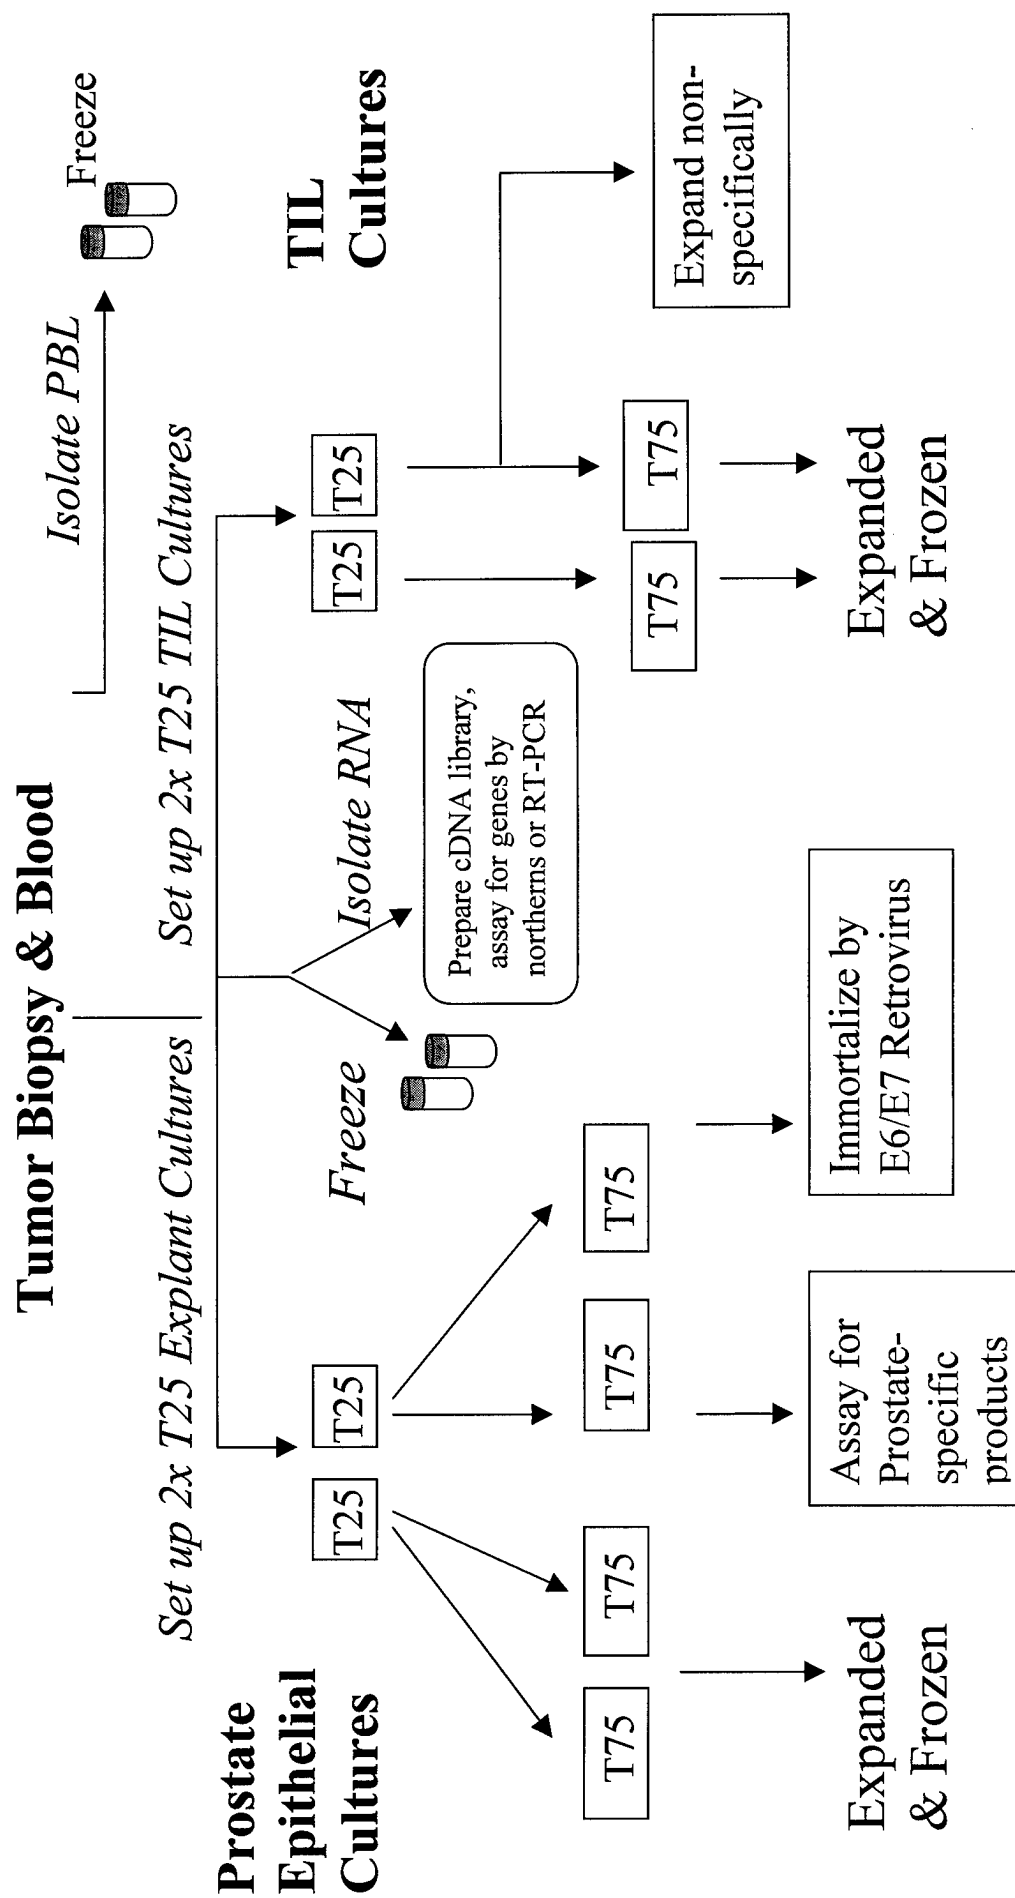 Tumor Biopsy & Blood
Isolate PBL
Freeze
Set up 2x T25 Explant Cultures
Set up 2x T25 TIL Cultures
Prostate
Epithelial
Cultures
TIL
Cultures
T25
T25
Freeze
Isolate RNA
T25
T25
Prepare cDNA library,
assay for genes by
northerns or RT-PCR
T75
T75
T75
T75
T75
T75
Expand non-
specifically
Expanded
& Frozen
Assay for
Prostate-
specific
products
Immortalize by
E6/E7 Retrovirus
Expanded
& Frozen